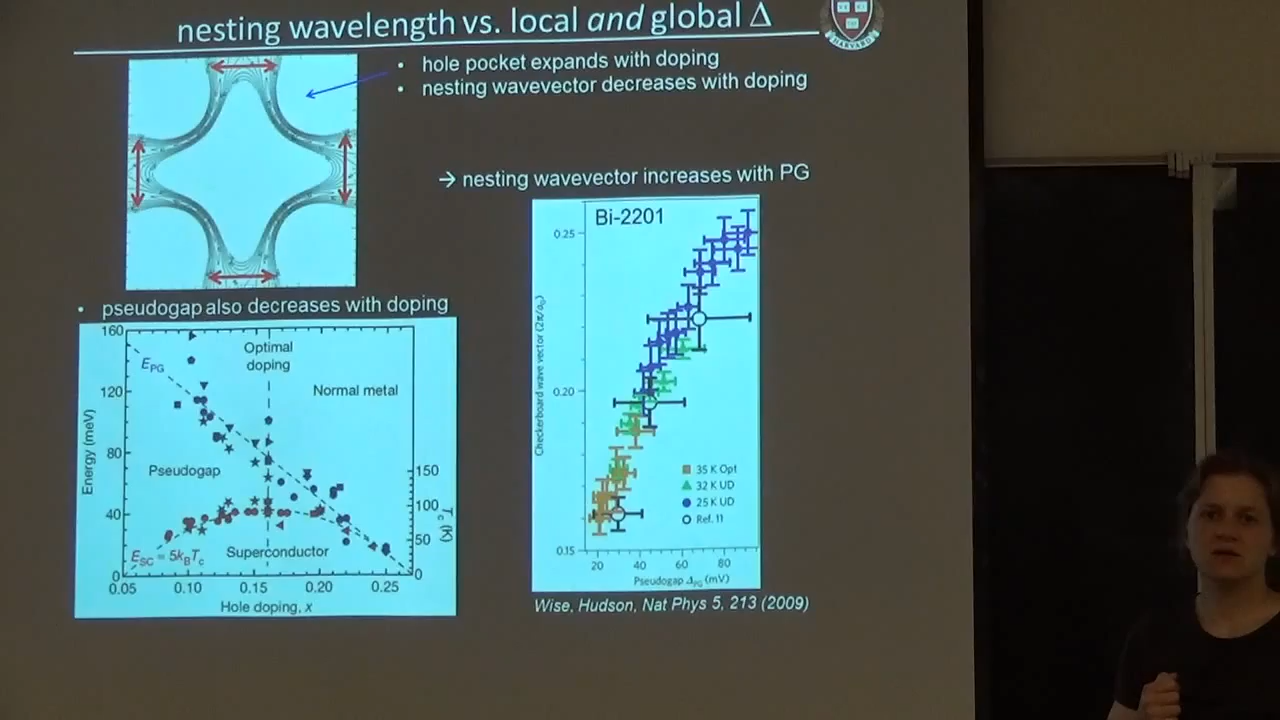 nesting wavelength vs. local and global Δ
HARVARD
• hole pocket expands with doping
• nesting wavevector decreases with doping
→ nesting wavevector increases with PG
• pseudogap also decreases with doping
160
120
80
40
0
Energy (meV)
E_PG
Optimal
doping
Normal metal
Pseudogap
Superconductor
E_SC = 5k_BT_c
150
100
50
0
T_c (K)
0.05 0.10 0.15 0.20 0.25
Hole doping, x
Bi-2201
0.25
0.20
0.15
Checkerboard wave vector (2π/a₀)
35 K Opt
32 K UD
25 K UD
Ref. 11
20 40 60 80
Pseudogap Δ_PG (mV)
Wise, Hudson, Nat Phys 5, 213 (2009)